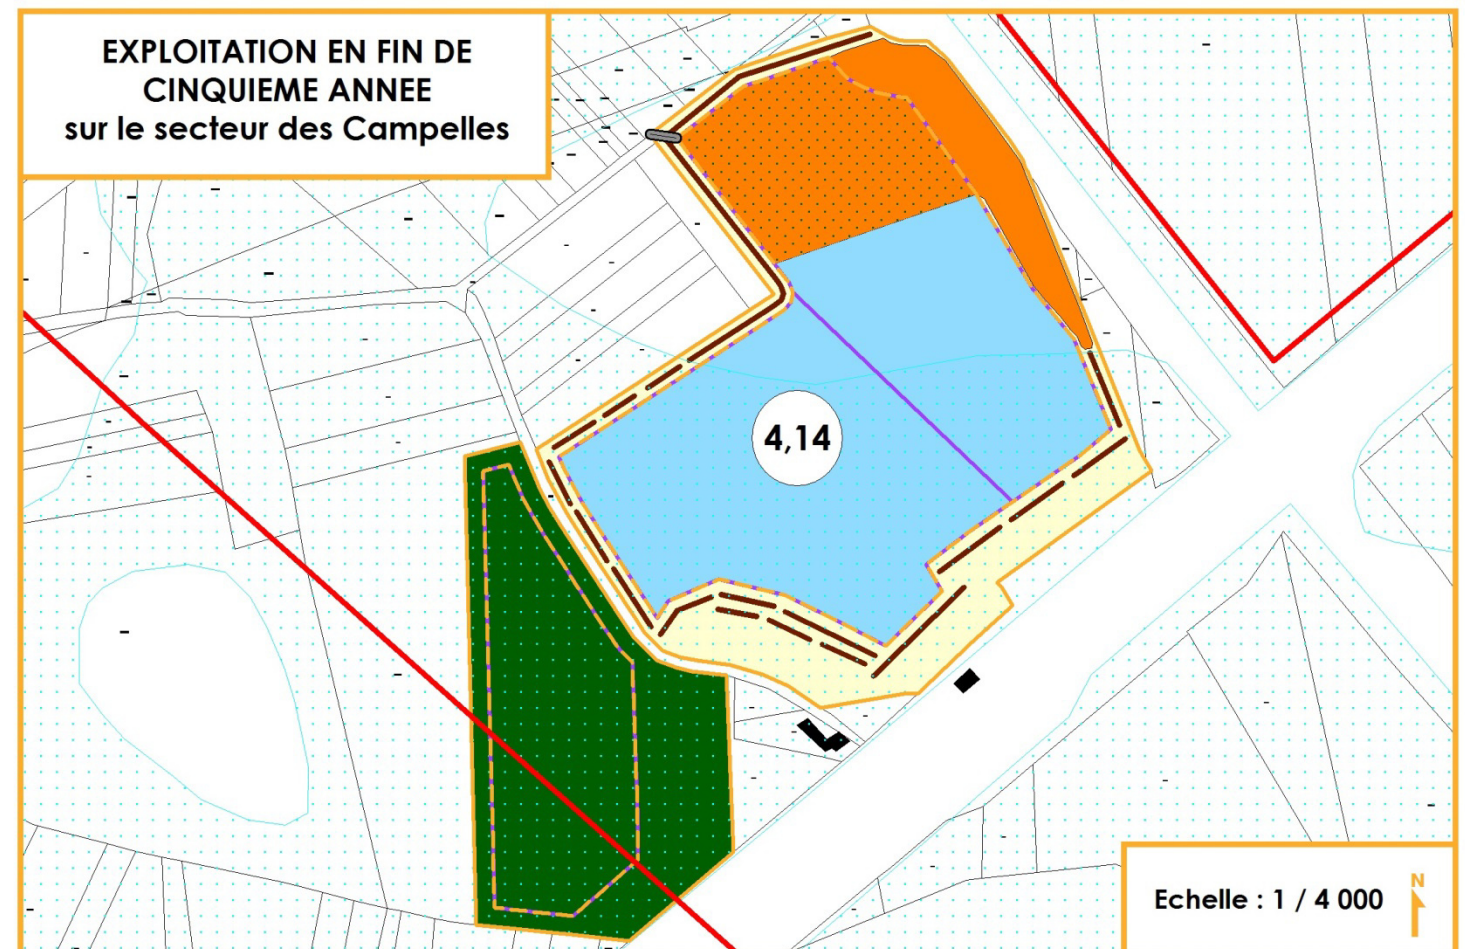 EXPLOITATION EN FIN DE
CINQUIEME ANNEE
sur le secteur des Campelles
4,14
Echelle : 1 / 4 000
N